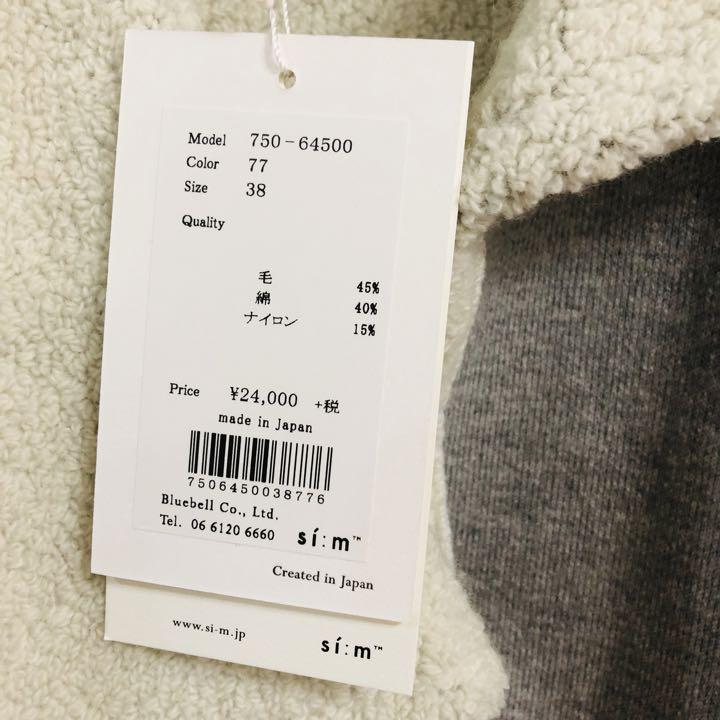 Model 750-64500
Color 77
Size 38
Quality
毛 45%
綿 40%
ナイロン 15%
Price ¥24,000 +税
made in Japan
7506450038776
Bluebell Co., Ltd.
Tel. 06 6120 6660 sí:m™
Created in Japan
www.si-m.jp sí:m™